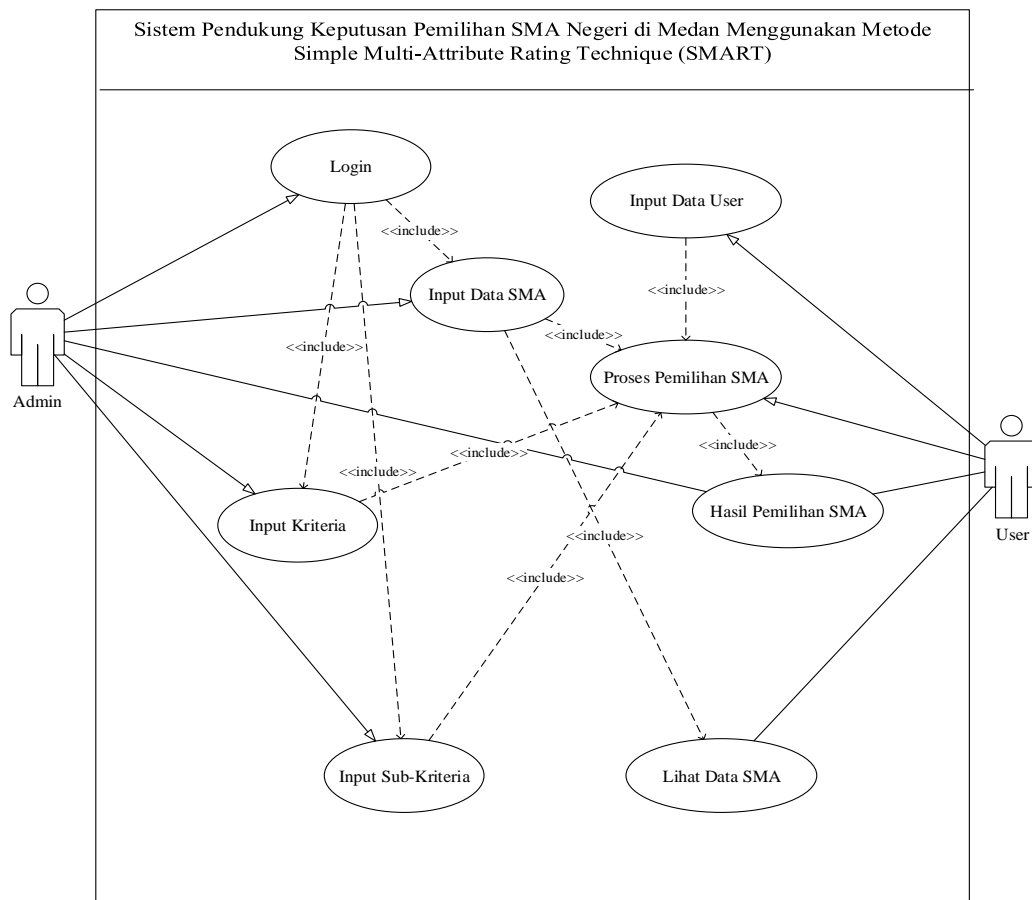 Sistem Pendukung Keputusan Pemilihan SMA Negeri di Medan Menggunakan Metode
Simple Multi-Attribute Rating Technique (SMART)
Login
Input Data User
<<include>>
Input Data SMA
<<include>>
<<include>>
<<include>>
Proses Pemilihan SMA
Admin
<<include>>
<<include>>
<<include>>
Hasil Pemilihan SMA
Input Kriteria
<<include>>
User
<<include>>
Input Sub-Kriteria
Lihat Data SMA